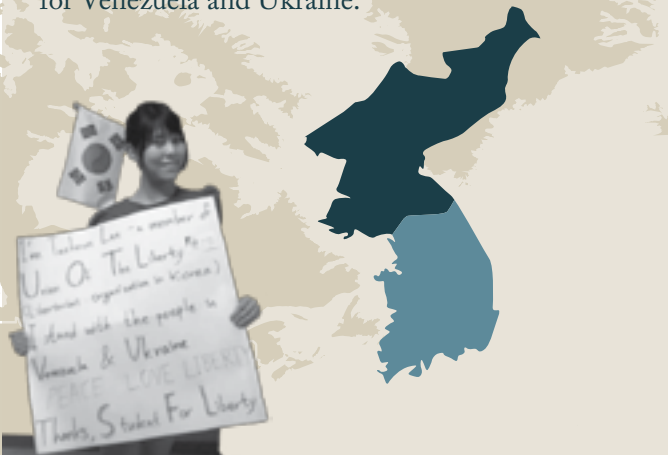 for Venezuela and Ukraine.
I'm Lee - a member of
Of The Liberty
(Libertarian organization in Korea)
I stand with the people in
Venezuela & Ukraine
PEACE LOVE LIBERTY
Thanks, Student For Liberty